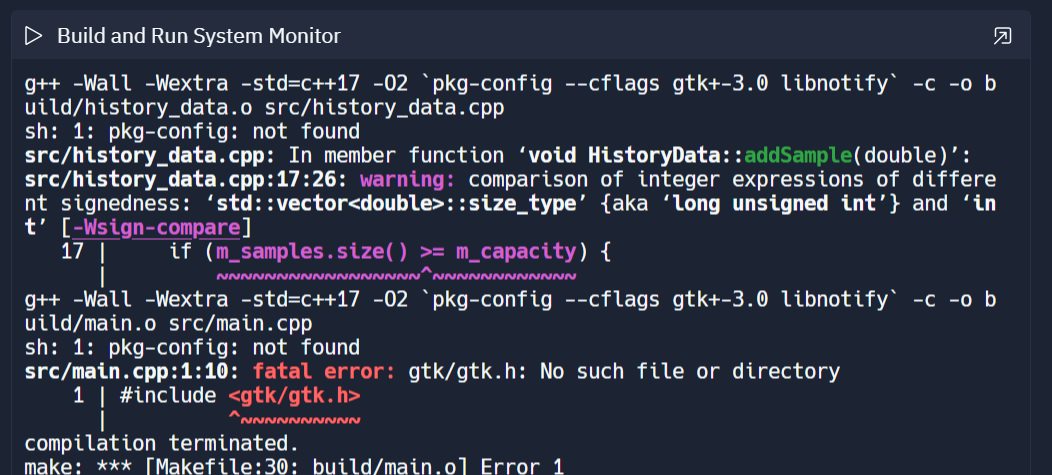 Build and Run System Monitor
g++ -Wall -Wextra -std=c++17 -O2 `pkg-config --cflags gtk+-3.0 libnotify` -c -o b
uild/history_data.o src/history_data.cpp
sh: 1: pkg-config: not found
src/history_data.cpp: In member function ‘void HistoryData::addSample(double)’:
src/history_data.cpp:17:26: warning: comparison of integer expressions of differe
nt signedness: ‘std::vector<double>::size_type’ {aka ‘long unsigned int’} and ‘in
t’ [-Wsign-compare]
   17 |     if (m_samples.size() >= m_capacity) {
      |         ~~~~~~~~~~~~~~~~~^~~~~~~~~~~~~
g++ -Wall -Wextra -std=c++17 -O2 `pkg-config --cflags gtk+-3.0 libnotify` -c -o b
uild/main.o src/main.cpp
sh: 1: pkg-config: not found
src/main.cpp:1:10: fatal error: gtk/gtk.h: No such file or directory
    1 | #include <gtk/gtk.h>
      |          ^~~~~~~~~~~
compilation terminated.
make: *** [Makefile:30: build/main.o] Error 1